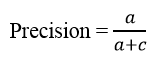 Precision = a/(a+c)